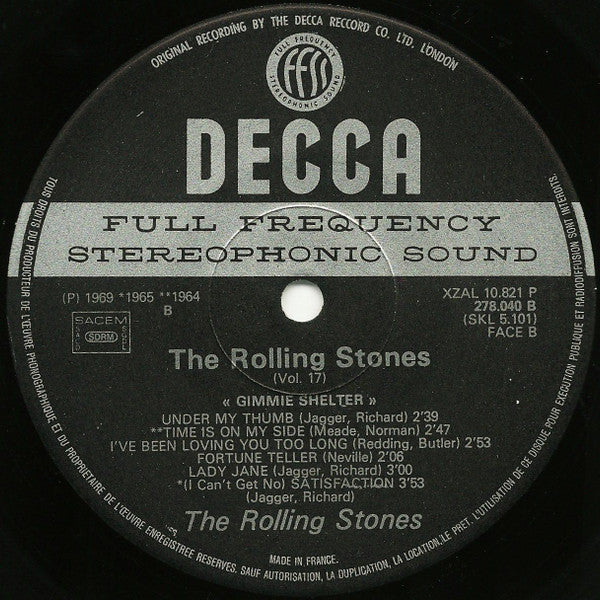 ORIGINAL RECORDING BY THE DECCA RECCORD CO. LTD. LONDON
FULL FREQUENCY
FFSS
STEREOPHONIC SOUND
DECCA
FULL FREQUENCY
STEREOPHONIC SOUND
(P) 1969 *1965 **1964
B
XZAL 10.821 P
278.040 B
(SKL 5.101)
FACE B
SACEM
SDRM
The Rolling Stones
(Vol. 17)
« GIMMIE SHELTER »
UNDER MY THUMB (Jagger, Richard) 2'39
**TIME IS ON MY SIDE (Meade, Norman) 2'47
I'VE BEEN LOVING YOU TOO LONG (Redding, Butler) 2'53
FORTUNE TELLER (Neville) 2'06
LADY JANE (Jagger, Richard) 3'00
*(I Can't Get No) SATISFACTION 3'53
(Jagger, Richard)
The Rolling Stones
MADE IN FRANCE.
TOUS DROITS DU PRODUCTEUR DE L'ŒUVRE PHONOGRAPHIQUE ET DU PROPRIETAIRE DE L'ŒUVRE ENREGISTREE RESERVES. SAUF AUTORISATION, LA DUPLICATION, LA LOCATION, LE PRET, L'UTILISATION DE CE DISQUE POUR EXECUTION PUBLIQUE ET RADIODIFFUSION SONT INTERDITS.